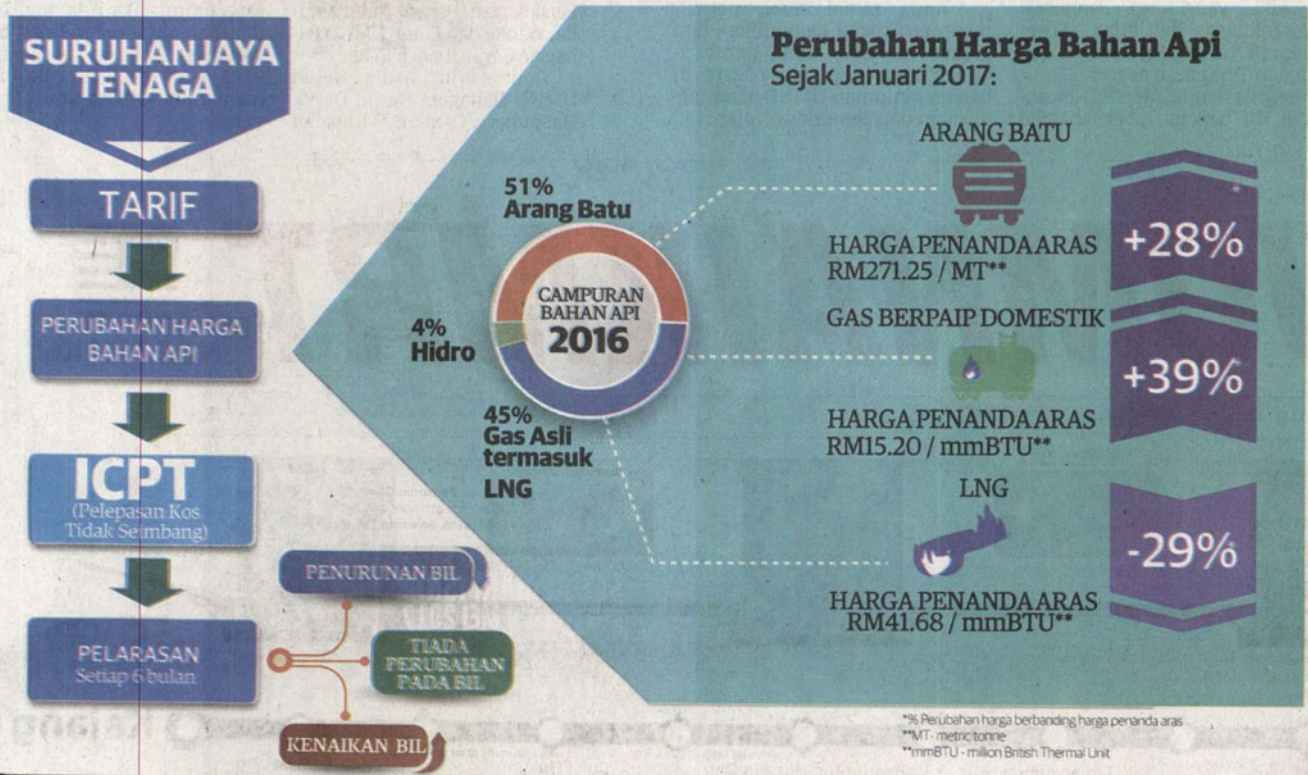 SURUHANJAYA
TENAGA
TARIF
PERUBAHAN HARGA
BAHAN API
ICPT
(Pelepasan Kos
Tidak Seimbang)
PELARASAN
Setiap 6 bulan
PENURUNAN BIL
TIADA
PERUBAHAN
PADA BIL
KENAIKAN BIL
51%
Arang Batu
4%
Hidro
45%
Gas Asli
termasuk
LNG
CAMPURAN
BAHAN API
2016
Perubahan Harga Bahan Api
Sejak Januari 2017:
ARANG BATU
HARGA PENANDA ARAS
RM271.25 / MT**
+28%
GAS BERPAIP DOMESTIK
HARGA PENANDA ARAS
RM15.20 / mmBTU**
+39%
LNG
HARGA PENANDA ARAS
RM41.68 / mmBTU**
-29%
*% Perubahan harga berbanding harga penanda aras
**MT- metric tonne
**mmBTU - million British Thermal Unit